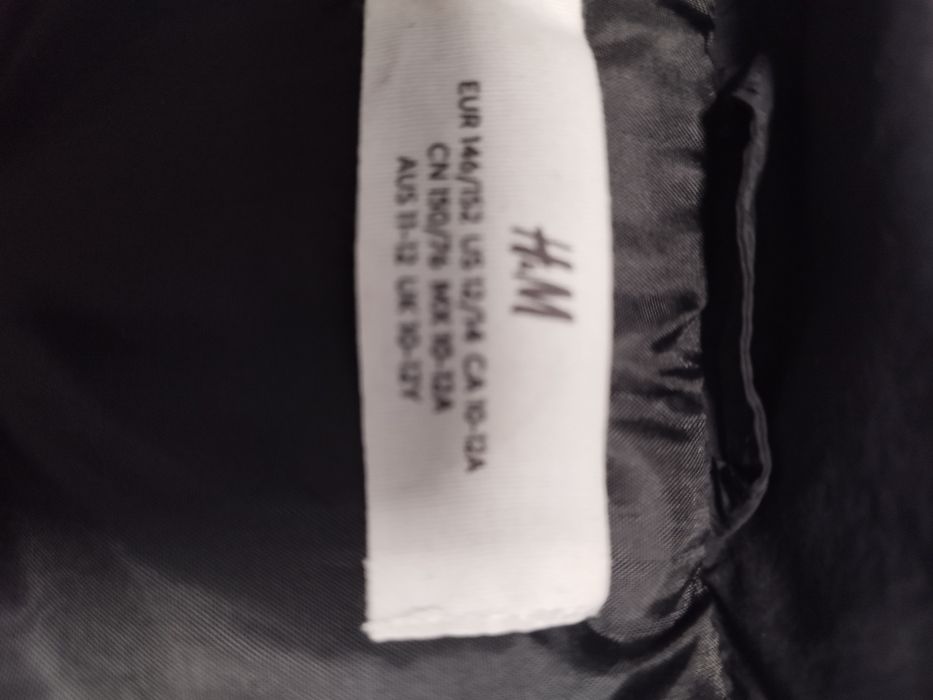 H&M
EUR 146/152 US 12/14 CA 10-12A
CN 150/76 MX 10-12A
AUS 11-12 UK 10-12Y